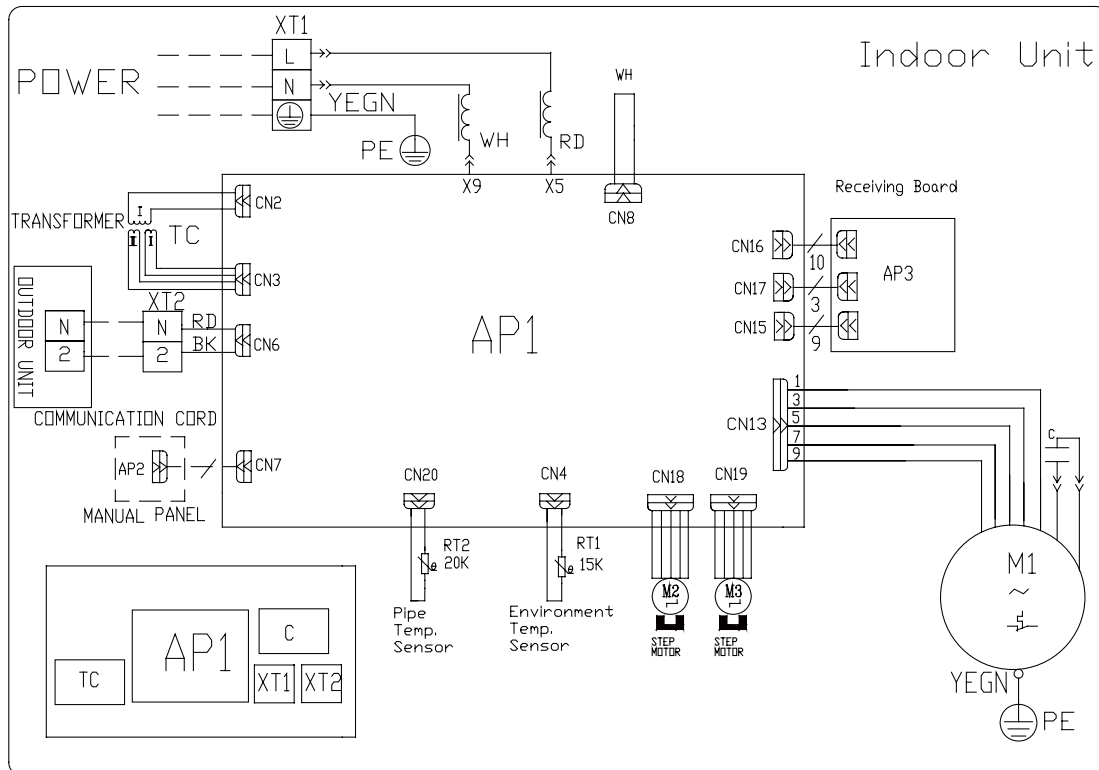 Indoor Unit
XT1
L
N
POWER
YEGN
PE
WH
RD
WH
X9
X5
CN8
CN2
TRANSFORMER
I
II
I
TC
CN3
Receiving Board
CN16
10
CN17
3
CN15
9
AP3
OUTDOOR UNIT
N
2
XT2
N
2
RD
BK
CN6
AP1
COMMUNICATION CORD
AP2
CN7
MANUAL PANEL
CN13
1
3
5
7
9
C
CN20
CN4
CN18
CN19
RT2
20K
θ
RT1
15K
θ
Pipe
Temp.
Sensor
Environment
Temp.
Sensor
M2
M3
STEP
MOTOR
STEP
MOTOR
M1
~
YEGN
PE
AP1
C
TC
XT1
XT2